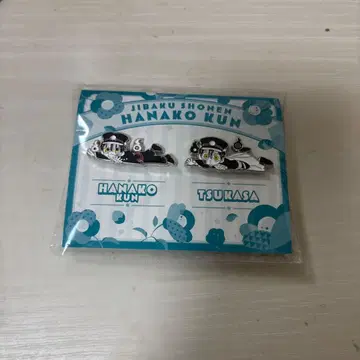 JIBAKU SHONEN
HANAKO KUN
HANAKO
KUN
TSUKASA